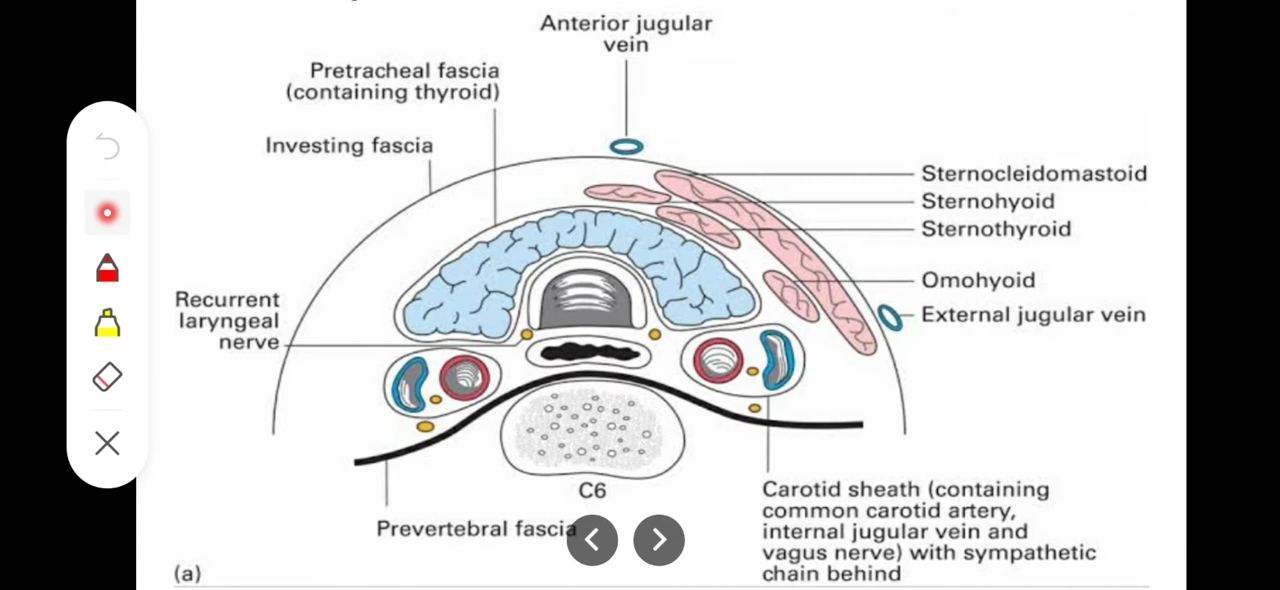 Anterior jugular
vein
Pretracheal fascia
(containing thyroid)
Investing fascia
Sternocleidomastoid
Sternohyoid
Sternothyroid
Omohyoid
External jugular vein
Recurrent
laryngeal
nerve
C6
Prevertebral fascia
Carotid sheath (containing
common carotid artery,
internal jugular vein and
vagus nerve) with sympathetic
chain behind
(a)